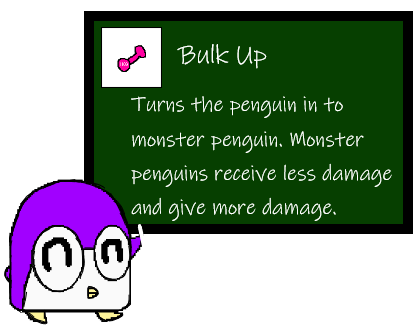 Bulk Up
Turns the penguin in to
monster penguin. Monster
penguins receive less damage
and give more damage.